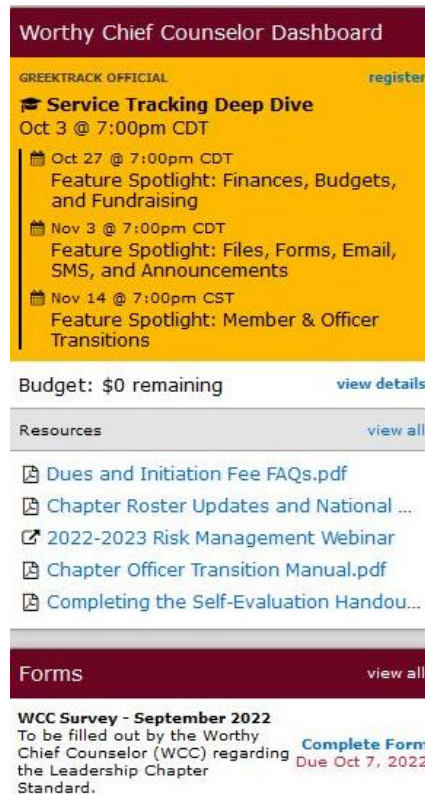 Worthy Chief Counselor Dashboard
GREEKTRACK OFFICIAL register
Service Tracking Deep Dive
Oct 3 @ 7:00pm CDT
Oct 27 @ 7:00pm CDT
Feature Spotlight: Finances, Budgets,
and Fundraising
Nov 3 @ 7:00pm CDT
Feature Spotlight: Files, Forms, Email,
SMS, and Announcements
Nov 14 @ 7:00pm CST
Feature Spotlight: Member & Officer
Transitions
Budget: $0 remaining view details
Resources view all
Dues and Initiation Fee FAQs.pdf
Chapter Roster Updates and National ...
2022-2023 Risk Management Webinar
Chapter Officer Transition Manual.pdf
Completing the Self-Evaluation Handou...
Forms view all
WCC Survey - September 2022
To be filled out by the Worthy
Chief Counselor (WCC) regarding
the Leadership Chapter
Standard.
Complete Form
Due Oct 7, 2022